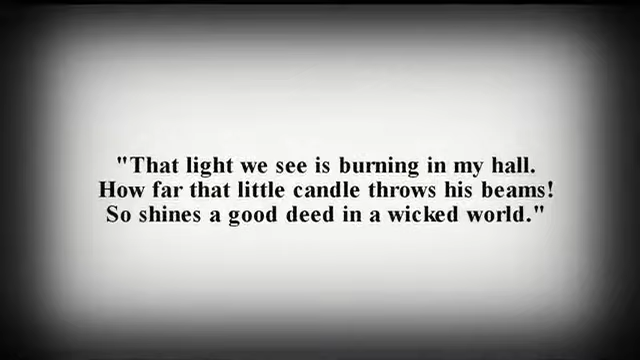 "That light we see is burning in my hall.
How far that little candle throws his beams!
So shines a good deed in a wicked world."